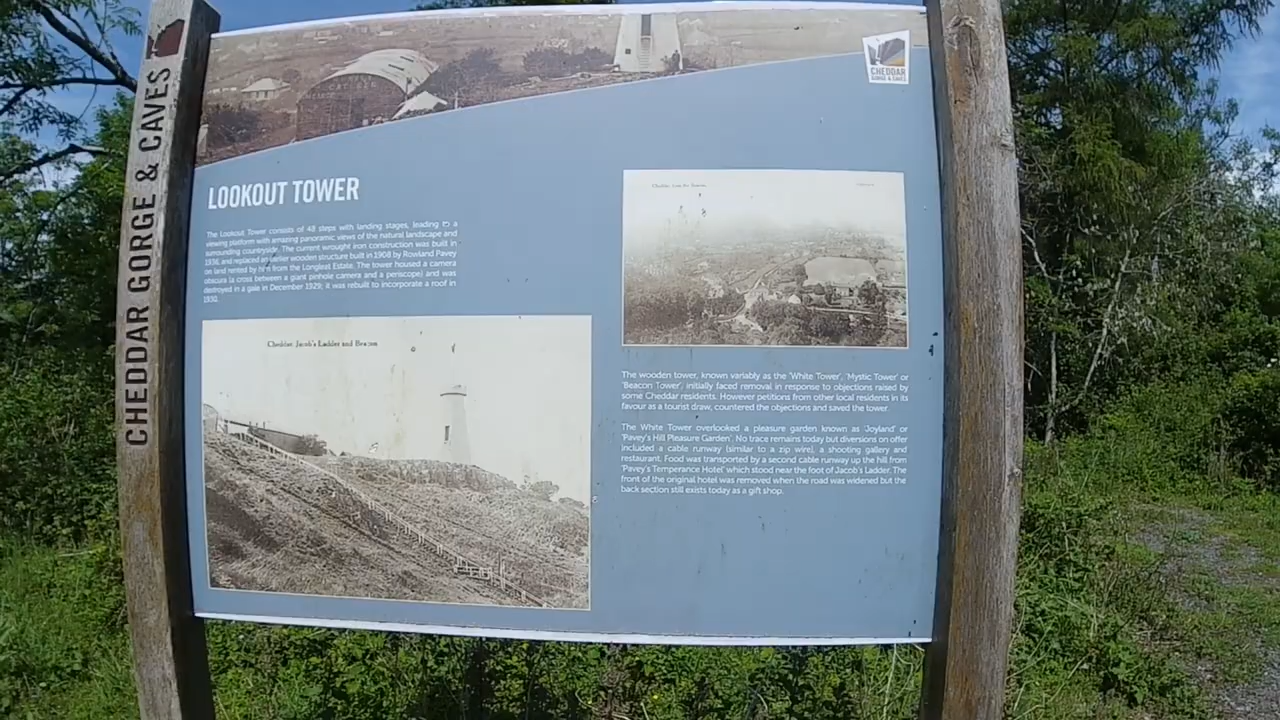 CHEDDAR GORGE & CAVES
CHEDDAR
GORGE & CAVES
LOOKOUT TOWER
The Lookout Tower consists of 48 steps with landing stages, leading to a
viewing platform with amazing panoramic views of the natural landscape and
surrounding countryside. The current wrought iron construction was built in
1936, and replaced an earlier wooden structure built in 1908 by Rowland Pavey
on land rented by him from the Longleat Estate. The tower housed a camera
obscura (a cross between a giant pinhole camera and a periscope) and was
destroyed in a gale in December 1929; it was rebuilt to incorporate a roof in
1930.
Cheddar: Jacob's Ladder and Beacon
Cheddar from the Beacon.
The wooden tower, known variably as the 'White Tower', 'Mystic Tower' or
'Beacon Tower', initially faced removal in response to objections raised by
some Cheddar residents. However petitions from other local residents in its
favour as a tourist draw, countered the objections and saved the tower.
The White Tower overlooked a pleasure garden known as 'Joyland' or
'Pavey's Hill Pleasure Garden'. No trace remains today but diversions on offer
included a cable runway (similar to a zip wire), a shooting gallery and
restaurant. Food was transported by a second cable runway up the hill from
'Pavey's Temperance Hotel' which stood near the foot of Jacob's Ladder. The
front of the original hotel was removed when the road was widened but the
back section still exists today as a gift shop.